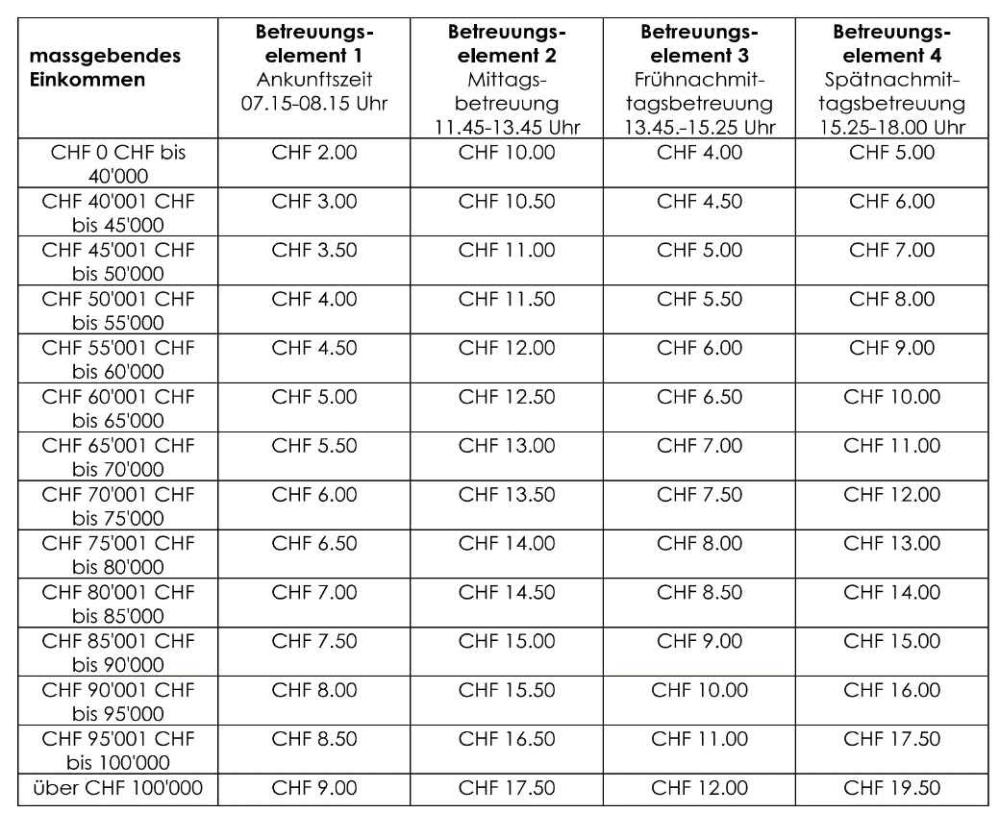 massgebendes
Einkommen
Betreuungs-
element 1
Ankunftszeit
07.15-08.15 Uhr
Betreuungs-
element 2
Mittags-
betreuung
11.45-13.45 Uhr
Betreuungs-
element 3
Frühnachmit-
tagsbetreuung
13.45.-15.25 Uhr
Betreuungs-
element 4
Spätnachmit-
tagsbetreuung
15.25-18.00 Uhr
CHF 0 CHF bis
40'000
CHF 2.00
CHF 10.00
CHF 4.00
CHF 5.00
CHF 40'001 CHF
bis 45'000
CHF 3.00
CHF 10.50
CHF 4.50
CHF 6.00
CHF 45'001 CHF
bis 50'000
CHF 3.50
CHF 11.00
CHF 5.00
CHF 7.00
CHF 50'001 CHF
bis 55'000
CHF 4.00
CHF 11.50
CHF 5.50
CHF 8.00
CHF 55'001 CHF
bis 60'000
CHF 4.50
CHF 12.00
CHF 6.00
CHF 9.00
CHF 60'001 CHF
bis 65'000
CHF 5.00
CHF 12.50
CHF 6.50
CHF 10.00
CHF 65'001 CHF
bis 70'000
CHF 5.50
CHF 13.00
CHF 7.00
CHF 11.00
CHF 70'001 CHF
bis 75'000
CHF 6.00
CHF 13.50
CHF 7.50
CHF 12.00
CHF 75'001 CHF
bis 80'000
CHF 6.50
CHF 14.00
CHF 8.00
CHF 13.00
CHF 80'001 CHF
bis 85'000
CHF 7.00
CHF 14.50
CHF 8.50
CHF 14.00
CHF 85'001 CHF
bis 90'000
CHF 7.50
CHF 15.00
CHF 9.00
CHF 15.00
CHF 90'001 CHF
bis 95'000
CHF 8.00
CHF 15.50
CHF 10.00
CHF 16.00
CHF 95'001 CHF
bis 100'000
CHF 8.50
CHF 16.50
CHF 11.00
CHF 17.50
über CHF 100'000
CHF 9.00
CHF 17.50
CHF 12.00
CHF 19.50